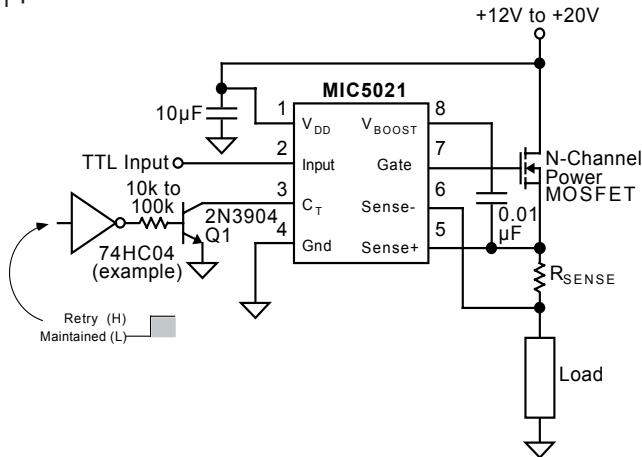 +12V to +20V
MIC5021
10µF
1
V_DD
V_BOOST
8
TTL Input
2
Input
Gate
7
N-Channel
Power
MOSFET
10k to
100k
3
C_T
Sense-
6
2N3904
Q1
4
Gnd
Sense+
5
0.01
µF
74HC04
(example)
R_SENSE
Retry (H)
Maintained (L)
Load